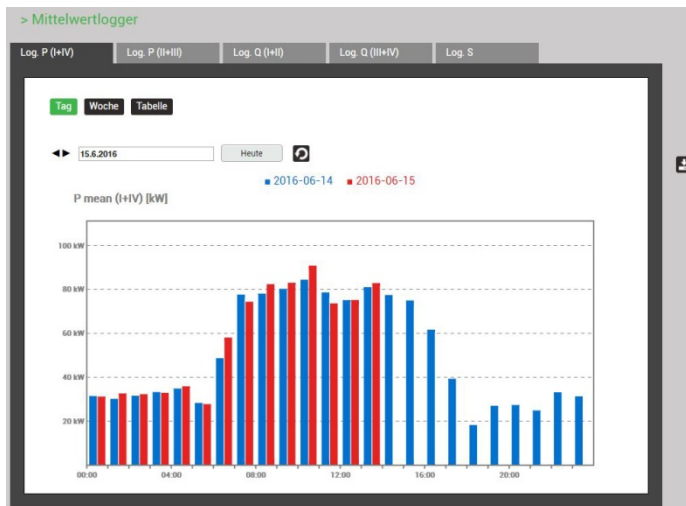 > Mittelwertlogger
Log. P (I+IV) Log. P (II+III) Log. Q (I+II) Log. Q (III+IV) Log. S
Tag Woche Tabelle
15.6.2016 Heute
2016-06-14 2016-06-15
P mean (I+IV) [kW]
100 kW
80 kW
60 kW
40 kW
20 kW
00:00 04:00 08:00 12:00 16:00 20:00